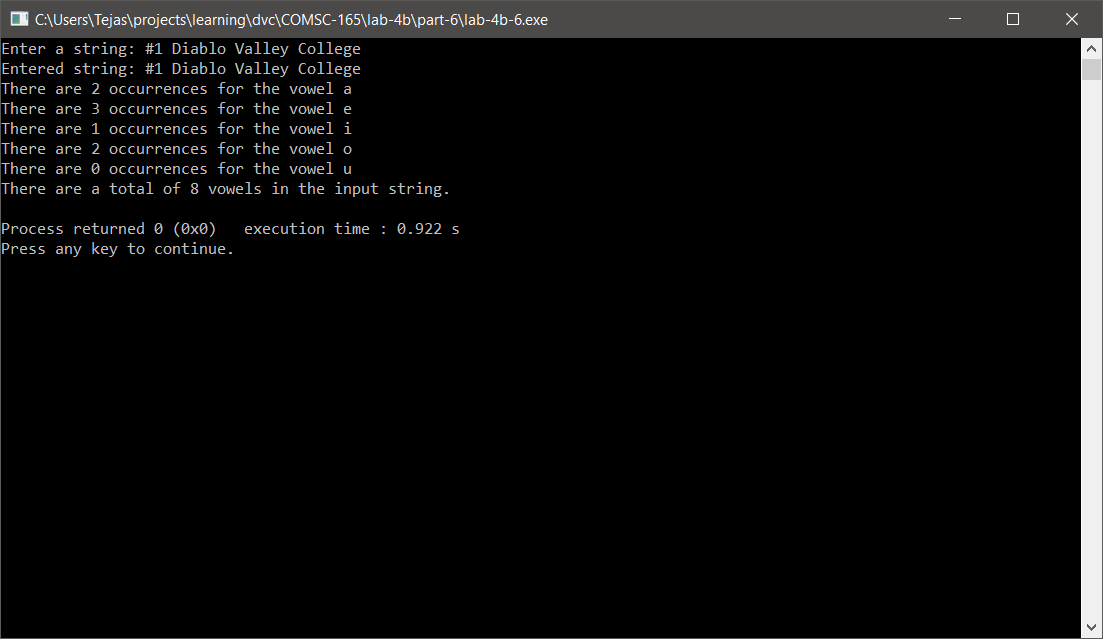 C:\Users\Tejas\projects\learning\dvc\COMSC-165\lab-4b\part-6\lab-4b-6.exe
Enter a string: #1 Diablo Valley College
Entered string: #1 Diablo Valley College
There are 2 occurrences for the vowel a
There are 3 occurrences for the vowel e
There are 1 occurrences for the vowel i
There are 2 occurrences for the vowel o
There are 0 occurrences for the vowel u
There are a total of 8 vowels in the input string.
Process returned 0 (0x0)   execution time : 0.922 s
Press any key to continue.